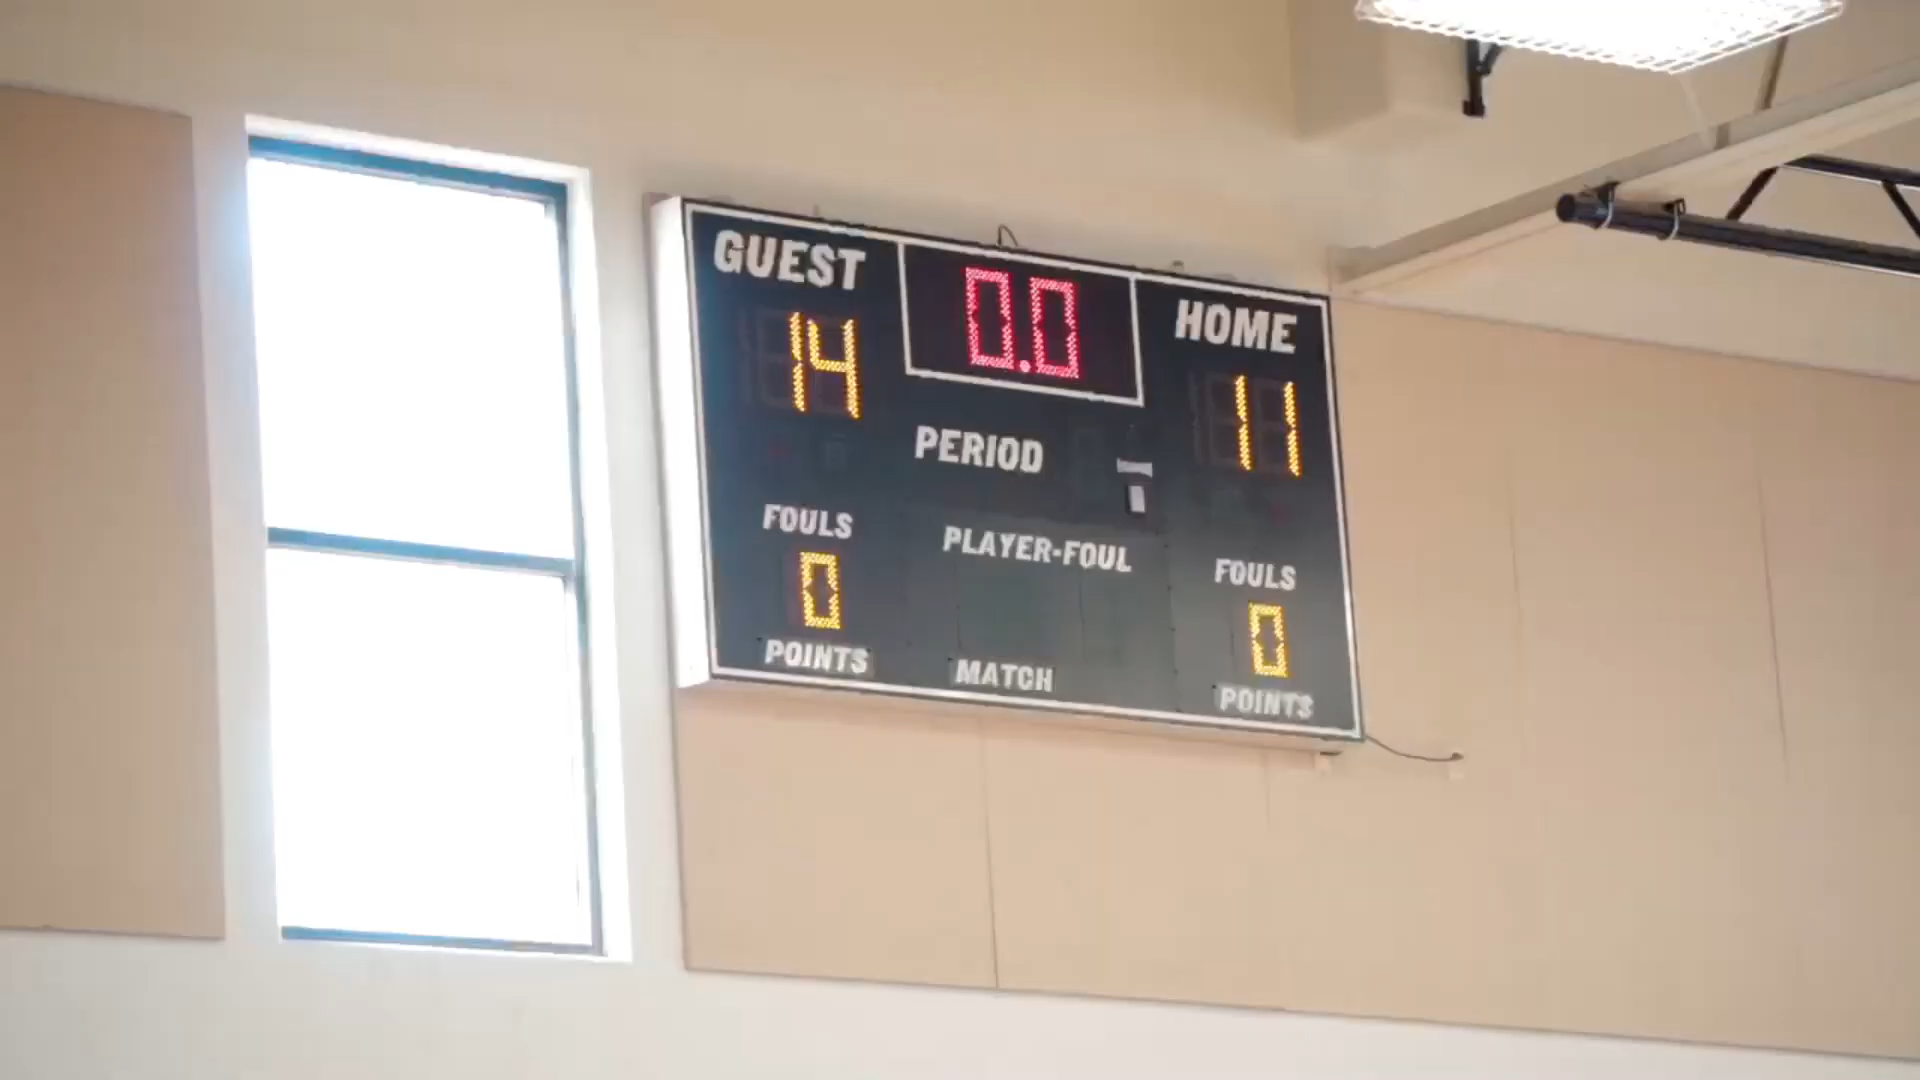 GUEST
0.0
HOME
14
11
PERIOD
FOULS
PLAYER-FOUL
FOULS
0
0
POINTS
MATCH
POINTS